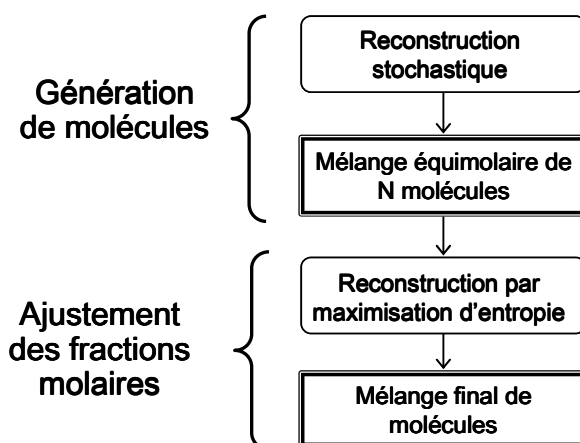 Génération
de molécules
Reconstruction
stochastique
Mélange équimolaire de
N molécules
Ajustement
des fractions
molaires
Reconstruction par
maximisation d'entropie
Mélange final de
molécules